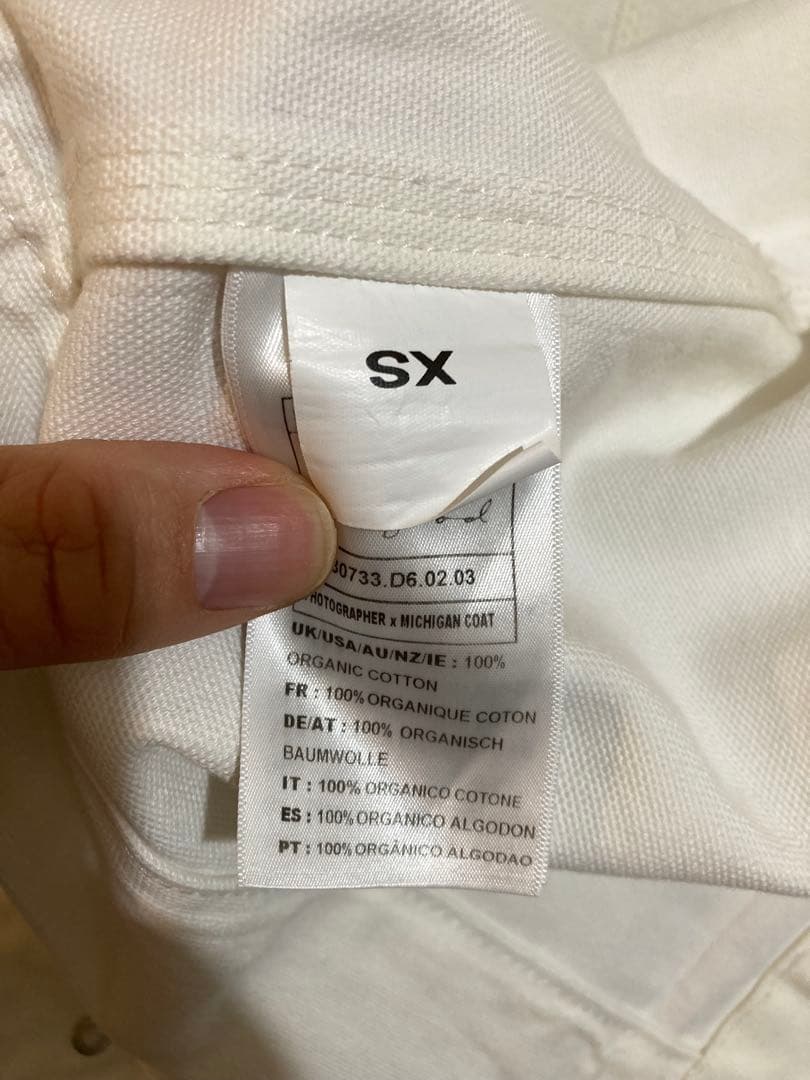 SX
30733.D6.02.03
PHOTOGRAPHER x MICHIGAN COAT
UK/USA/AU/NZ/IE : 100%
ORGANIC COTTON
FR : 100% ORGANIQUE COTON
DE/AT : 100% ORGANISCH
BAUMWOLLE
IT : 100% ORGANICO COTONE
ES : 100% ORGANICO ALGODON
PT : 100% ORGÂNICO ALGODAO